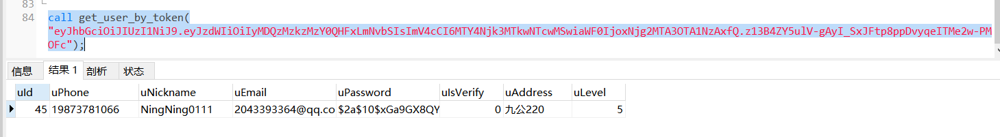 83
84 call get_user_by_token(
"eyJhbGciOiJIUzI1NiJ9.eyJzdWIiOiIyMDQzMzkzMzY0QHFxLmNvbSIsImV4cCI6MTY4Njk3MTkwNTcwMSwiaWF0IjoxNjg2MTA3OTA1NzAxfQ.z13B4ZY5ulV-gAyI_SxJFtp8ppDvyqeITMe2w-PM
OFc");
信息 结果 1 剖析 状态
uId uPhone uNickname uEmail uPassword uIsVerify uAddress uLevel
45 19873781066 NingNing0111 2043393364@qq.co $2a$10$xGa9GX8QY 0 九公220 5